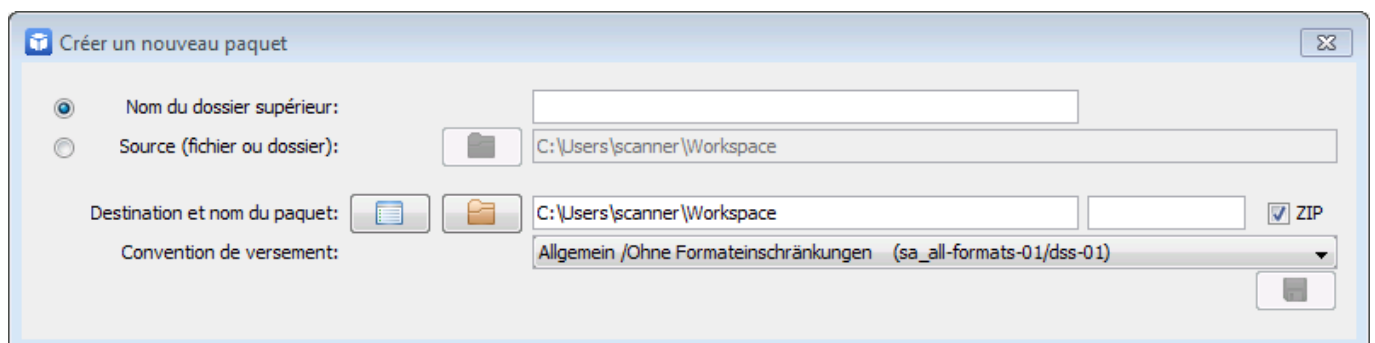 Créer un nouveau paquet
Nom du dossier supérieur:
Source (fichier ou dossier): C:\Users\scanner\Workspace
Destination et nom du paquet: C:\Users\scanner\Workspace ZIP
Convention de versement: Allgemein /Ohne Formateinschränkungen (sa_all-formats-01/dss-01)